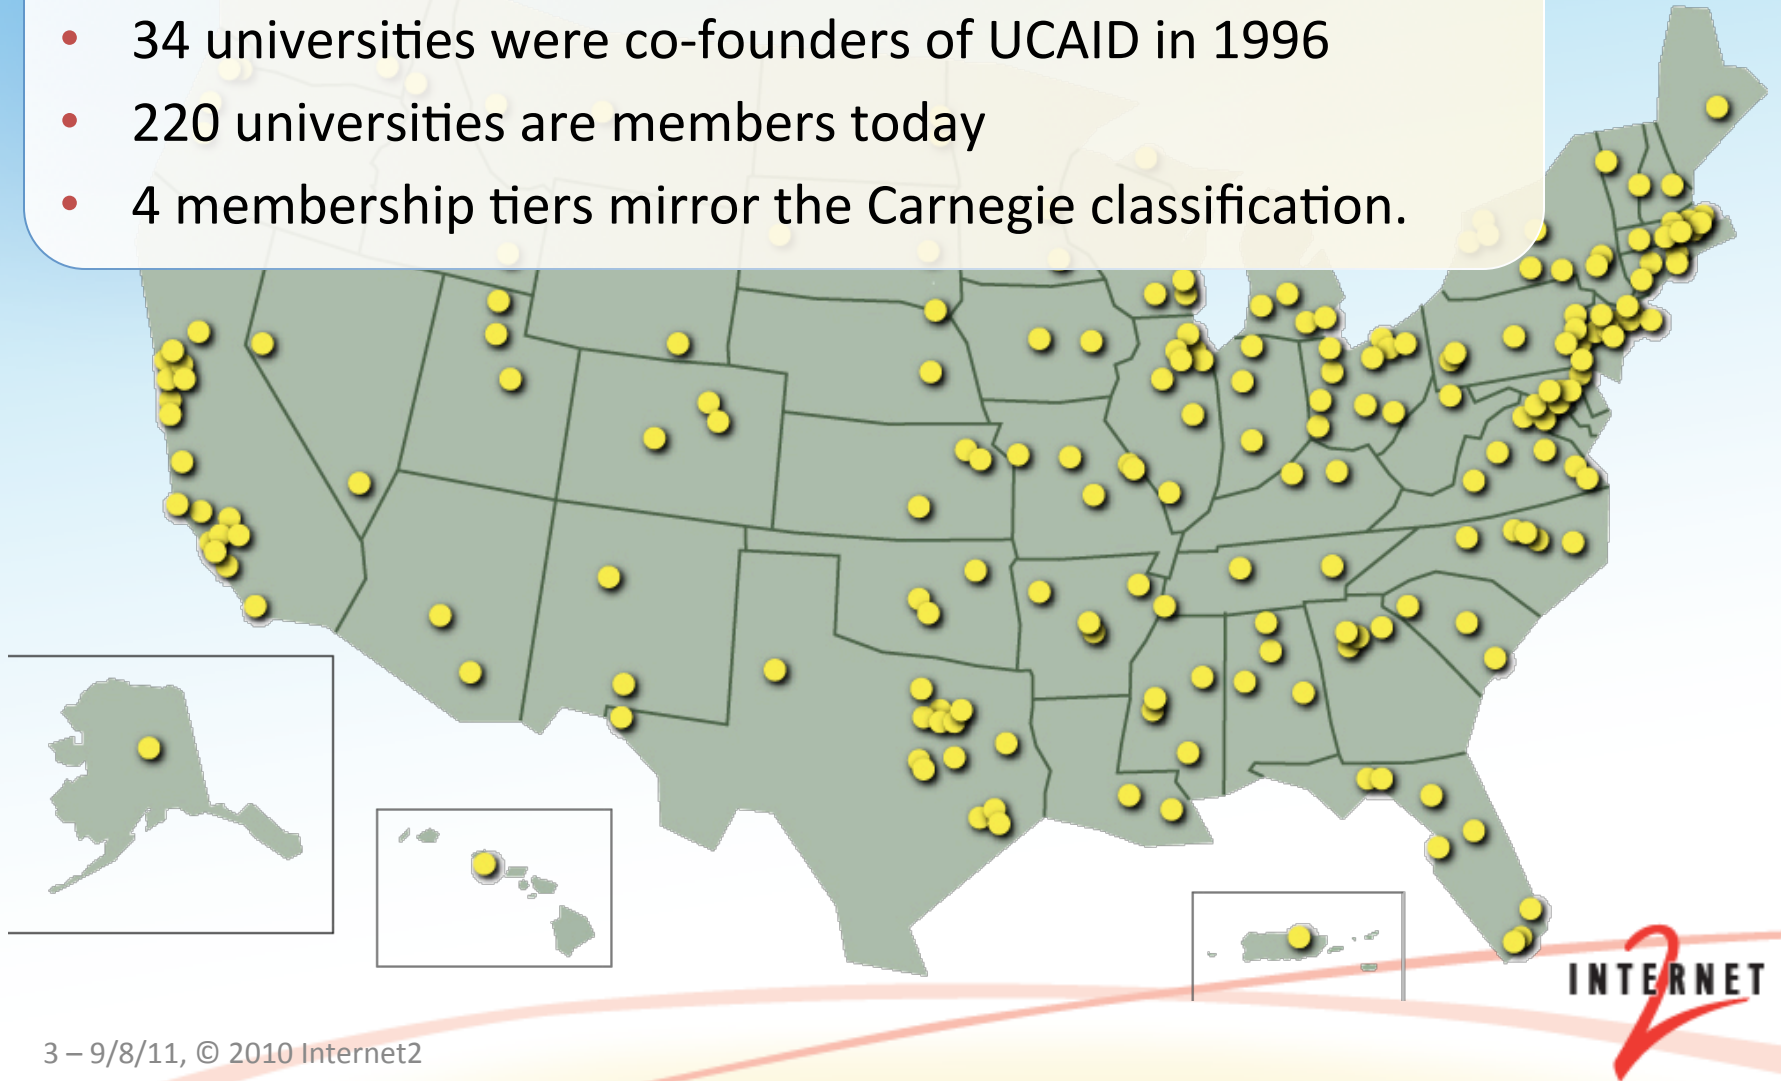 • 34 universities were co-founders of UCAID in 1996
• 220 universities are members today
• 4 membership tiers mirror the Carnegie classification.
INTERNET
2
3 – 9/8/11, © 2010 Internet2